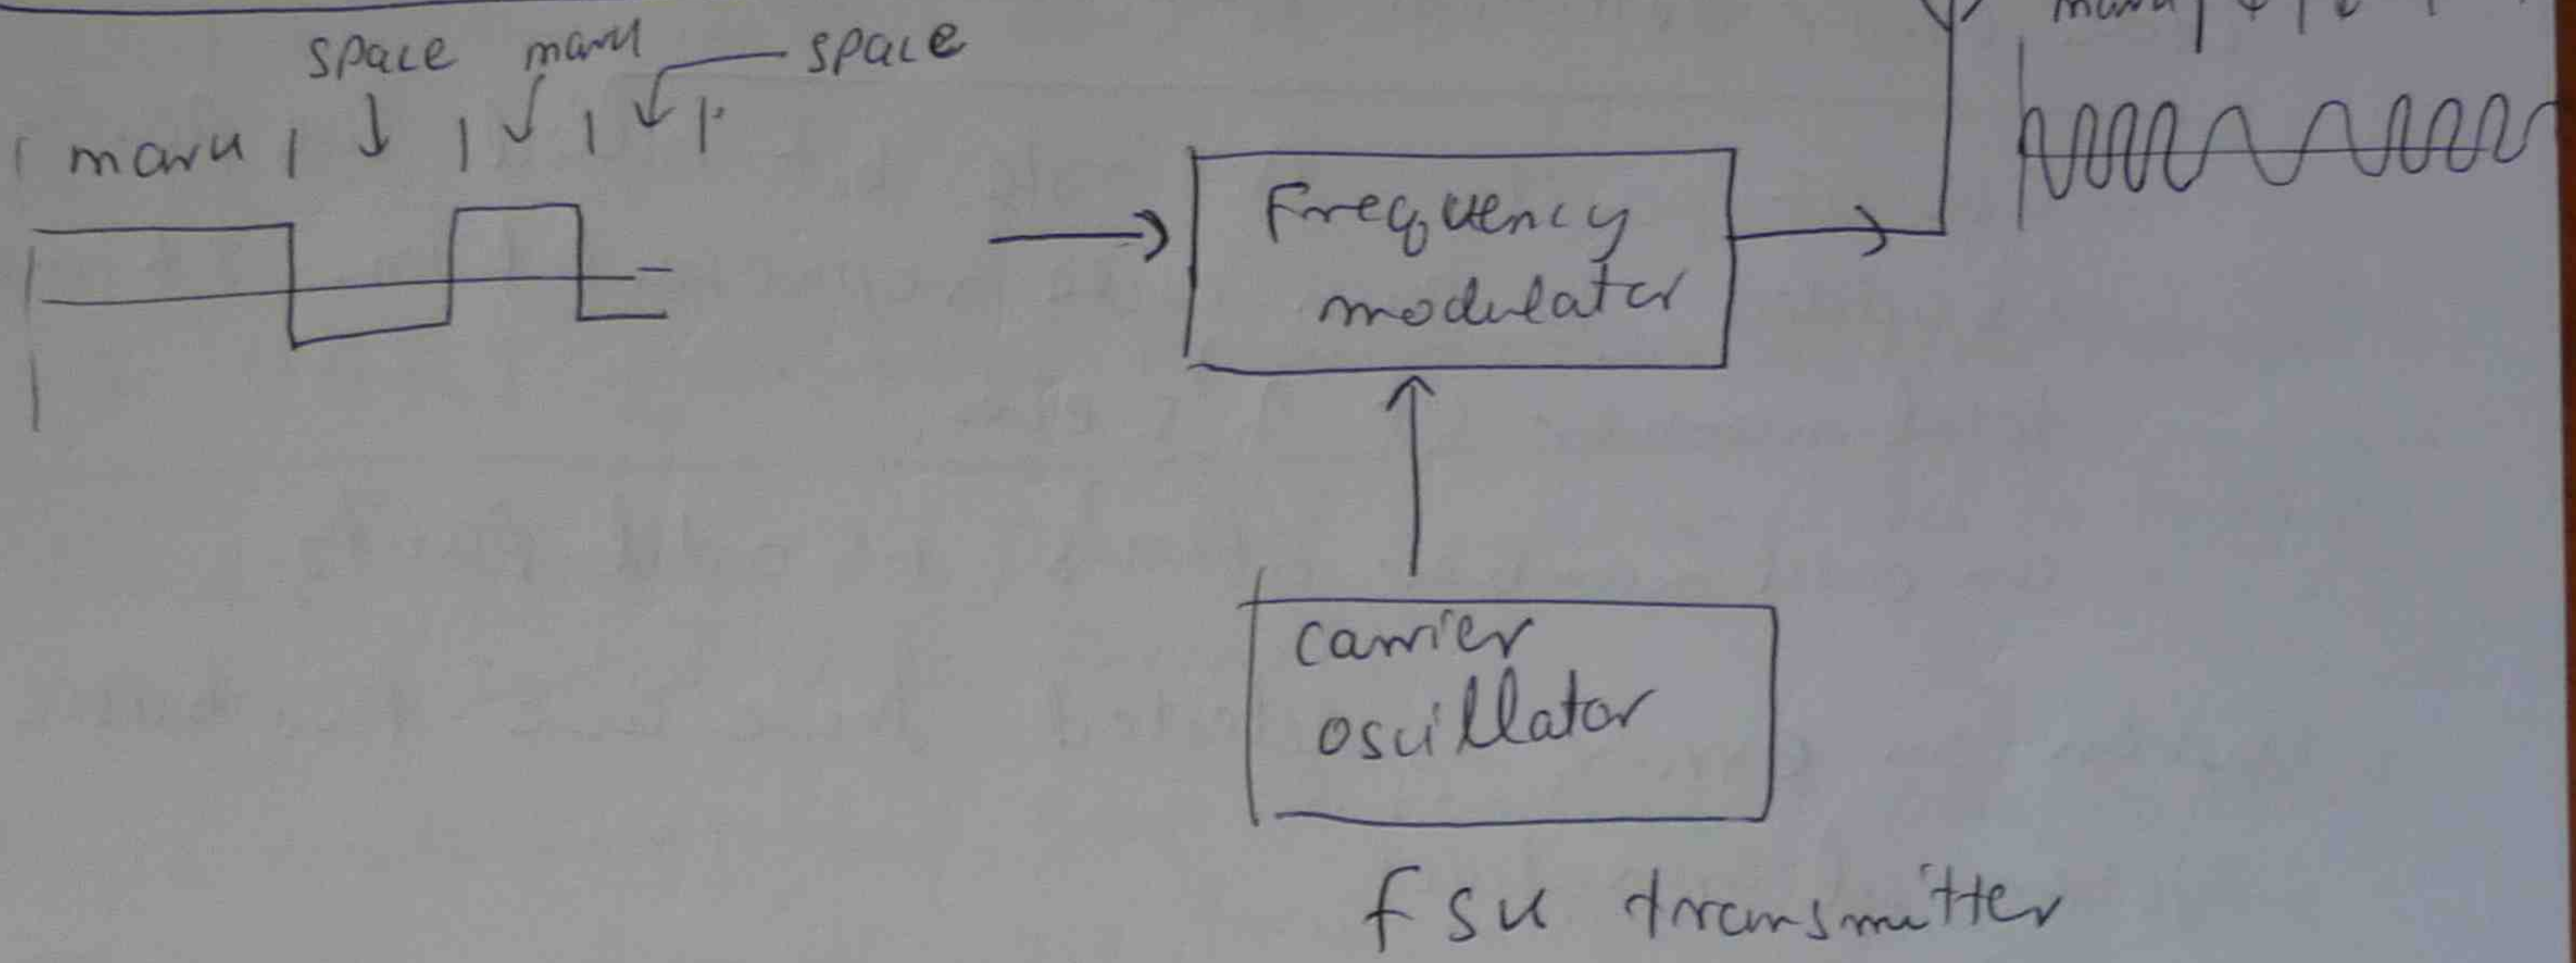 space mark space
mark
Frequency
modulator
carrier
oscillator
fsk transmitter